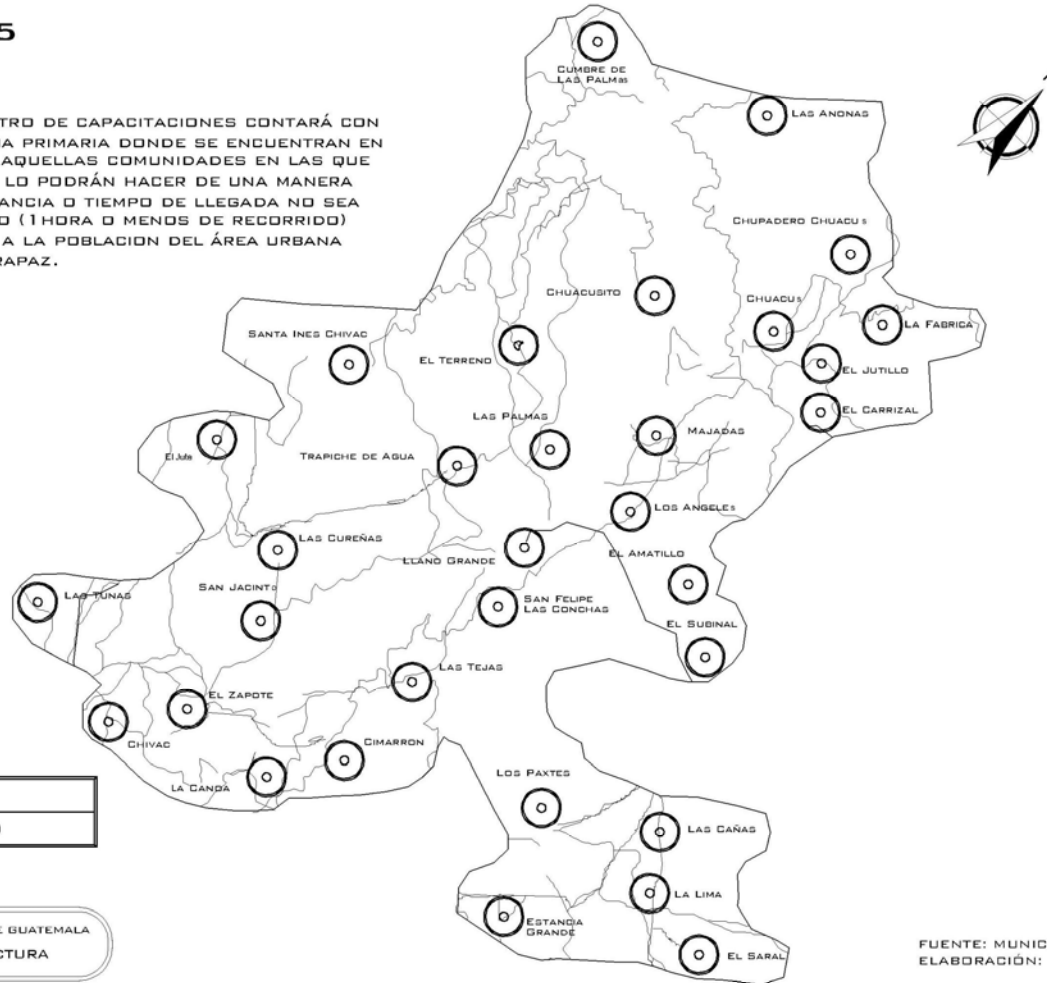 5
TRO DE CAPACITACIONES CONTARÁ CON
IA PRIMARIA DONDE SE ENCUENTRAN EN
AQUELLAS COMUNIDADES EN LAS QUE
LO PODRÁN HACER DE UNA MANERA
ANCIA O TIEMPO DE LLEGADA NO SEA
O (1HORA O MENOS DE RECORRIDO)
A LA POBLACION DEL ÁREA URBANA
RAPAZ.
CUMBRE DE
LAS PALMas
LAS ANONAS
CHUPADERO CHUACUs
CHUACUSITO
CHUACUs
LA FABRICA
SANTA INES CHIVAC
EL TERRENO
EL JUTILLO
EL CARRIZAL
LAS PALMAS
MAJADAS
El Jute
TRAPICHE DE AGUA
LOS ANGELEs
LAS CUREÑAS
LLANO GRANDE
EL AMATILLO
SAN JACINTo
LAS TUNAS
SAN FELIPE
LAS CONCHAS
EL SUBINAL
LAS TEJAS
EL ZAPOTE
CHIVAC
CIMARRON
LA CANOA
LOS PAXTES
LAS CAÑAS
LA LIMA
ESTANCIA
GRANDE
EL SARAL
E GUATEMALA
CTURA
FUENTE: MUNIC
ELABORACIÓN: